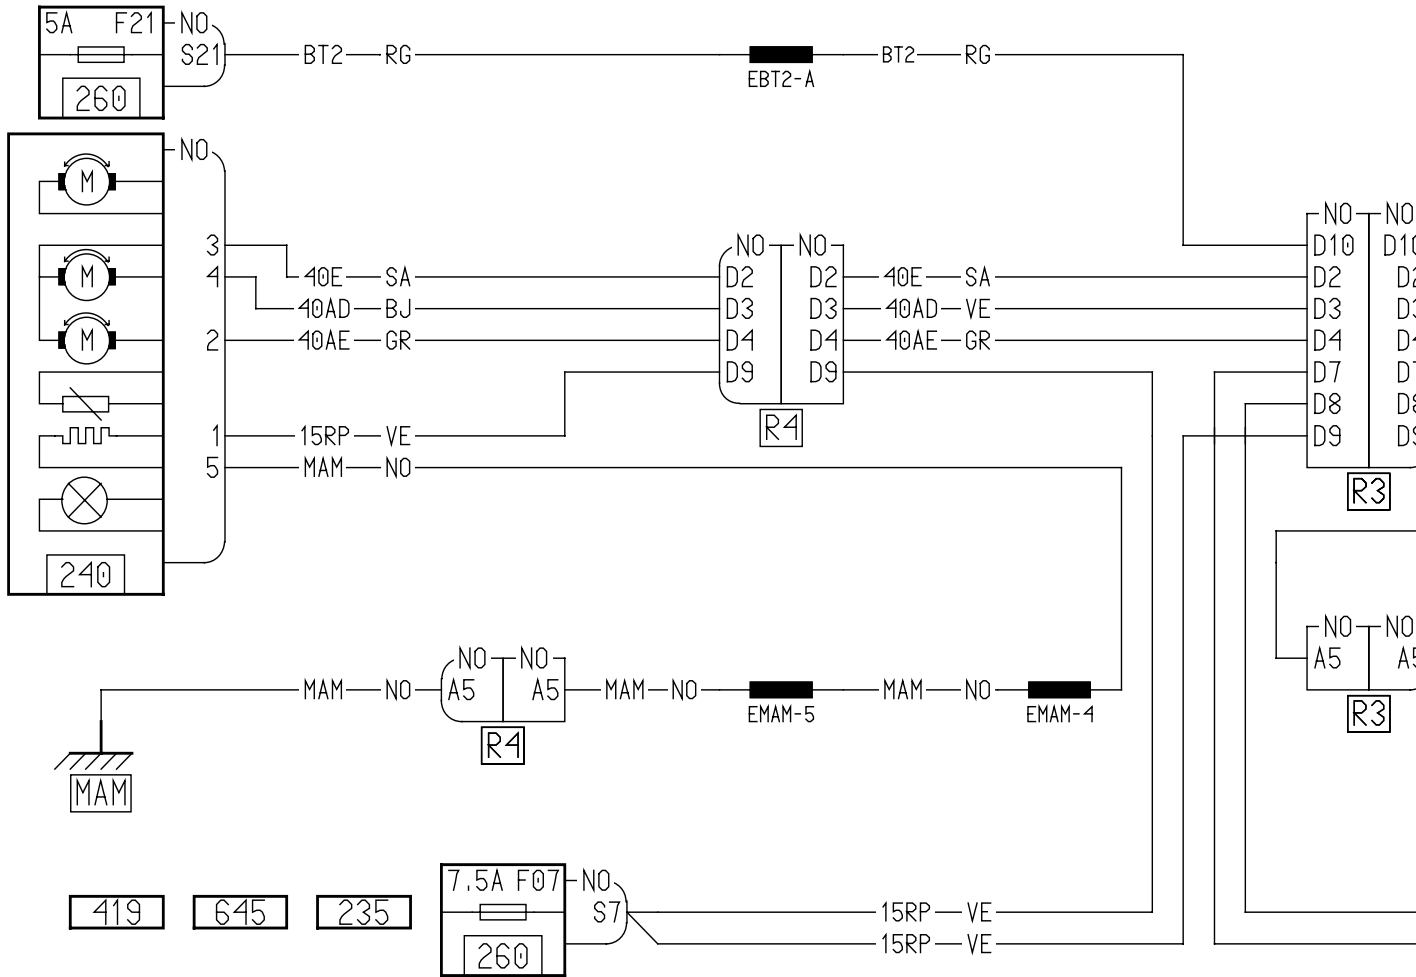 5A F21 NO
S21 BT2 RG BT2 RG
EBT2-A
260
NO
M
3
M
4
M
2
1
5
240
40E SA
40AD BJ
40AE GR
15RP VE
MAM NO
NO NO
D2 D2
D3 D3
D4 D4
D9 D9
R4
40E SA
40AD VE
40AE GR
NO NO
D10 D10
D2
D3
D4
D7
D8
D9
R3
MAM NO
NO NO
A5 A5
R4
MAM NO
EMAM-5
MAM NO
EMAM-4
NO NO
A5 A5
R3
MAM
419 645 235
7.5A F07 NO
S7
260
15RP VE
15RP VE